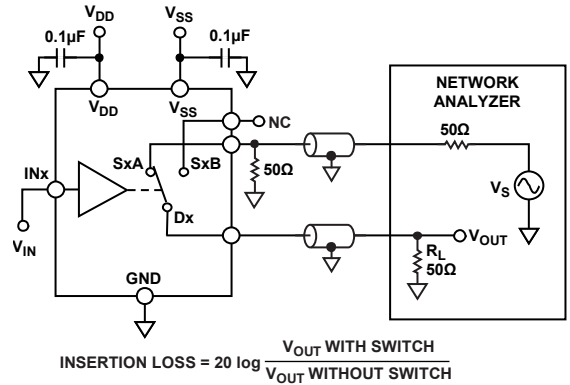 VDD
VSS
0.1µF
0.1µF
VDD
VSS
NC
NETWORK
ANALYZER
50Ω
SxA
SxB
50Ω
INx
VS
Dx
VOUT
VIN
RL
50Ω
GND
INSERTION LOSS = 20 log VOUT WITH SWITCH
VOUT WITHOUT SWITCH